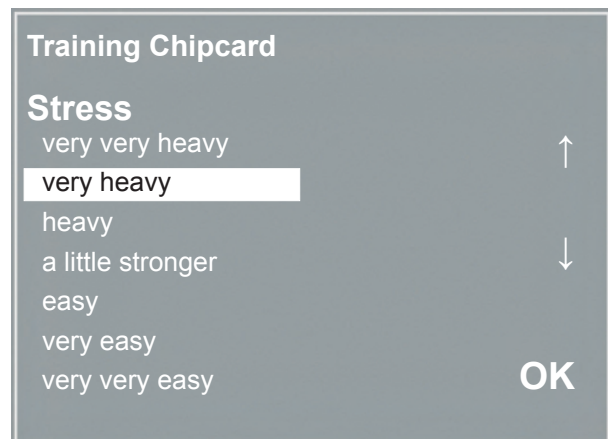 Training Chipcard
Stress
very very heavy
↑
very heavy
heavy
a little stronger
↓
easy
very easy
very very easy
OK